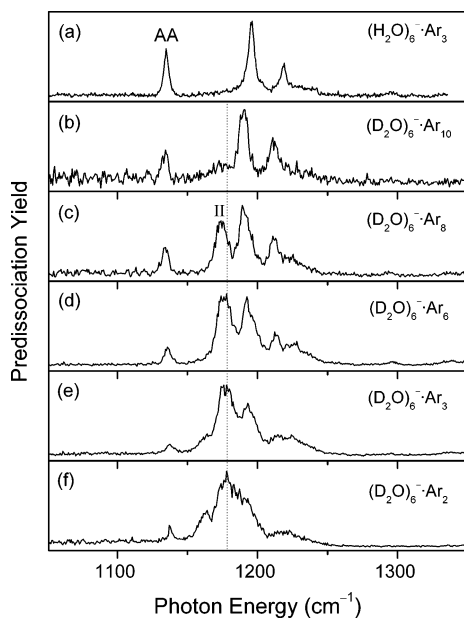 (a) AA (H₂O)₆⁻·Ar₃
(b) (D₂O)₆⁻·Ar₁₀
(c) II (D₂O)₆⁻·Ar₈
(d) (D₂O)₆⁻·Ar₆
(e) (D₂O)₆⁻·Ar₃
(f) (D₂O)₆⁻·Ar₂
Predissociation Yield
1100 1200 1300
Photon Energy (cm⁻¹)